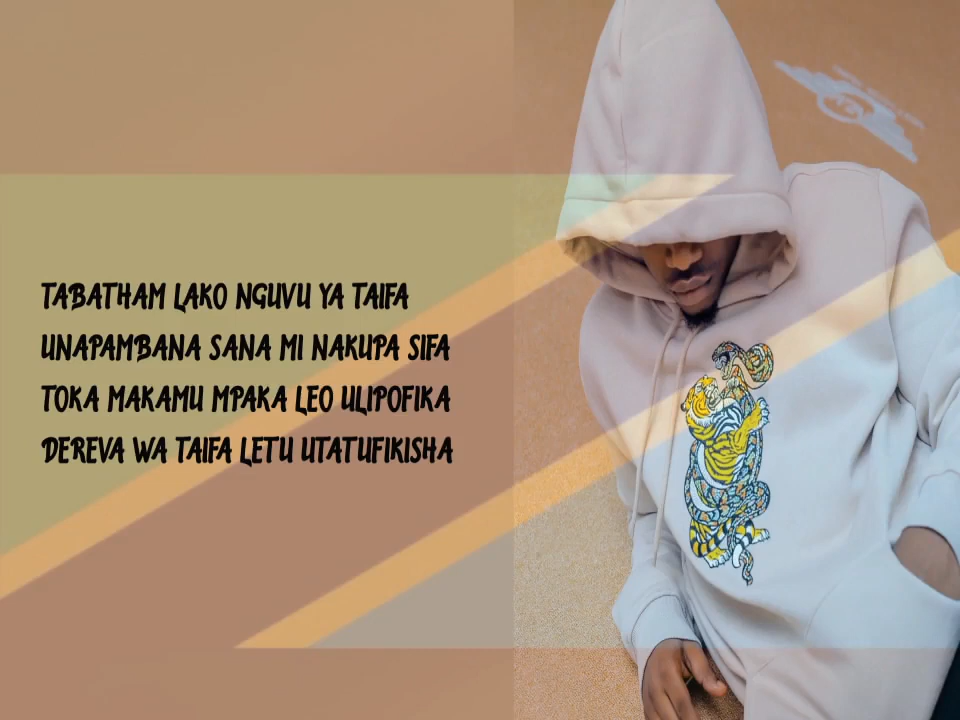 TABATHAM LAKO NGUVU YA TAIFA
UNAPAMBANA SANA MI NAKUPA SIFA
TOKA MAKAMU MPAKA LEO ULIPOFIKA
DEREVA WA TAIFA LETU UTATUFIKISHA